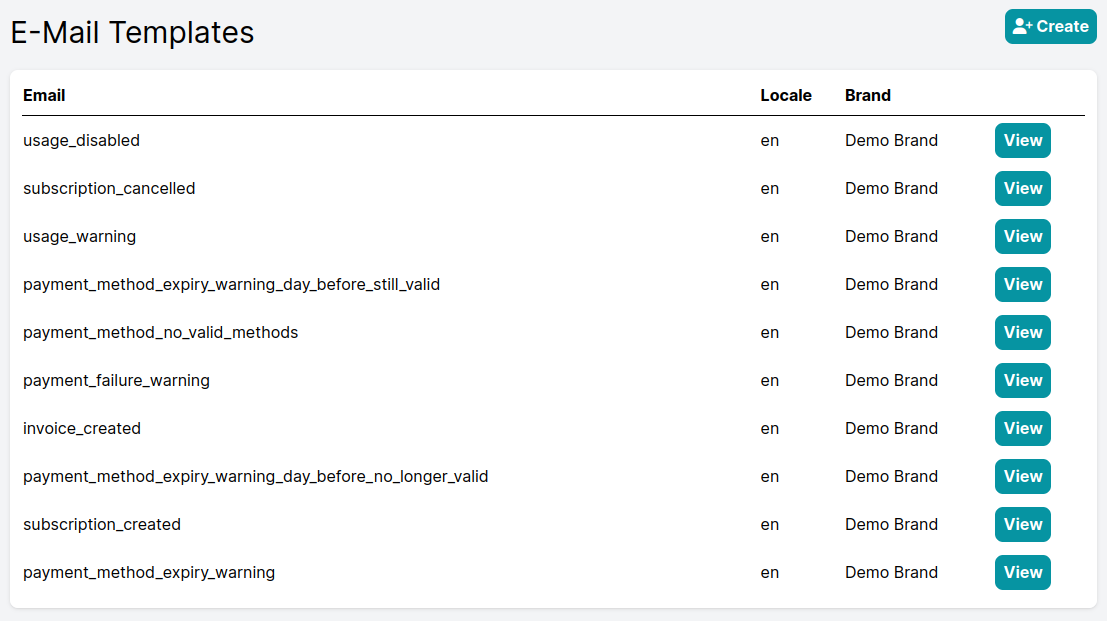 E-Mail Templates
Create
Email Locale Brand
usage_disabled en Demo Brand View
subscription_cancelled en Demo Brand View
usage_warning en Demo Brand View
payment_method_expiry_warning_day_before_still_valid en Demo Brand View
payment_method_no_valid_methods en Demo Brand View
payment_failure_warning en Demo Brand View
invoice_created en Demo Brand View
payment_method_expiry_warning_day_before_no_longer_valid en Demo Brand View
subscription_created en Demo Brand View
payment_method_expiry_warning en Demo Brand View